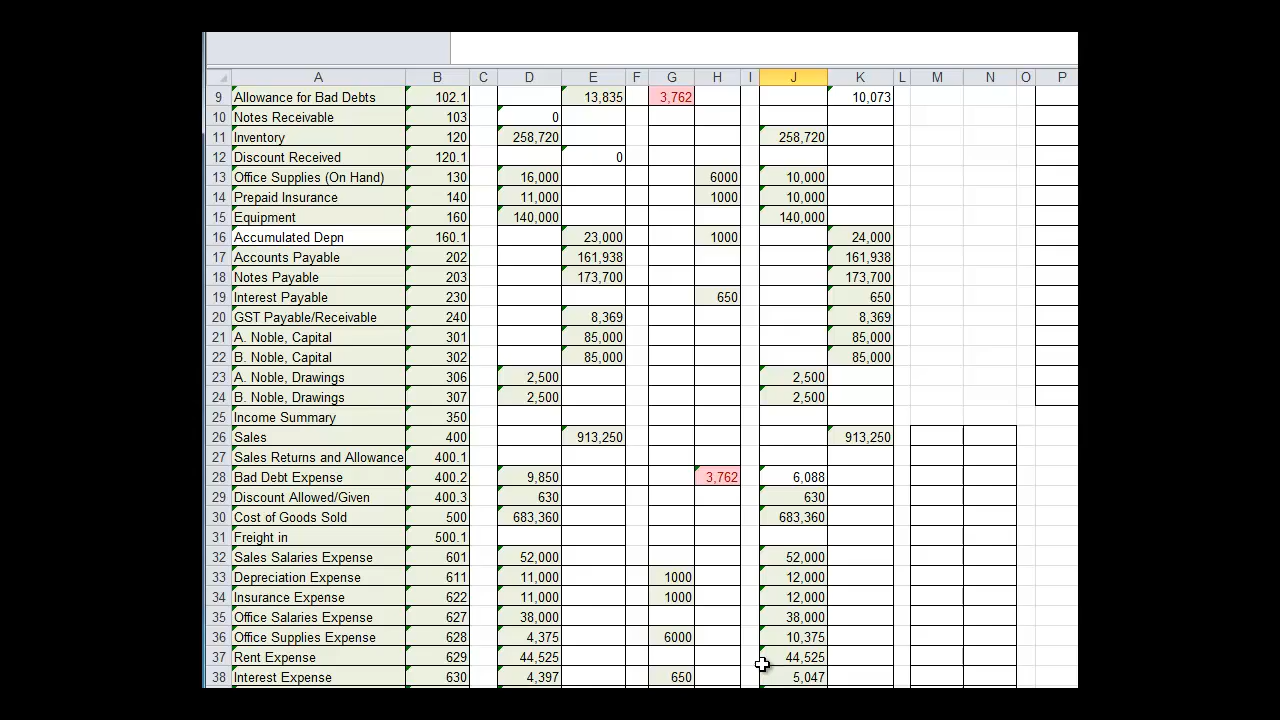 A B C D E F G H I J K L M N O P
9 Allowance for Bad Debts 102.1 13,835 3,762 10,073
10 Notes Receivable 103 0
11 Inventory 120 258,720 258,720
12 Discount Received 120.1 0
13 Office Supplies (On Hand) 130 16,000 6000 10,000
14 Prepaid Insurance 140 11,000 1000 10,000
15 Equipment 160 140,000 140,000
16 Accumulated Depn 160.1 23,000 1000 24,000
17 Accounts Payable 202 161,938 161,938
18 Notes Payable 203 173,700 173,700
19 Interest Payable 230 650 650
20 GST Payable/Receivable 240 8,369 8,369
21 A. Noble, Capital 301 85,000 85,000
22 B. Noble, Capital 302 85,000 85,000
23 A. Noble, Drawings 306 2,500 2,500
24 B. Noble, Drawings 307 2,500 2,500
25 Income Summary 350
26 Sales 400 913,250 913,250
27 Sales Returns and Allowance 400.1
28 Bad Debt Expense 400.2 9,850 3,762 6,088
29 Discount Allowed/Given 400.3 630 630
30 Cost of Goods Sold 500 683,360 683,360
31 Freight in 500.1
32 Sales Salaries Expense 601 52,000 52,000
33 Depreciation Expense 611 11,000 1000 12,000
34 Insurance Expense 622 11,000 1000 12,000
35 Office Salaries Expense 627 38,000 38,000
36 Office Supplies Expense 628 4,375 6000 10,375
37 Rent Expense 629 44,525 44,525
38 Interest Expense 630 4,397 650 5,047